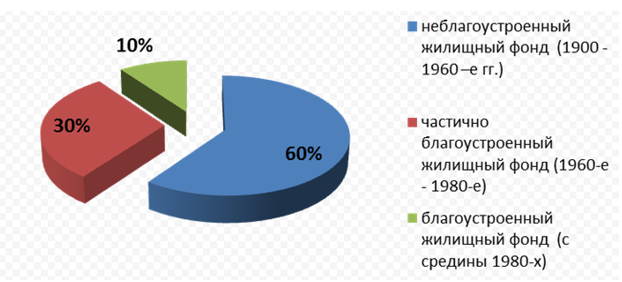 10%
30%
60%
неблагоустроенный
жилищный фонд (1900 -
1960 –е гг.)
частично
благоустроенный
жилищный фонд (1960-е
- 1980-е)
благоустроенный
жилищный фонд (с
средины 1980-х)